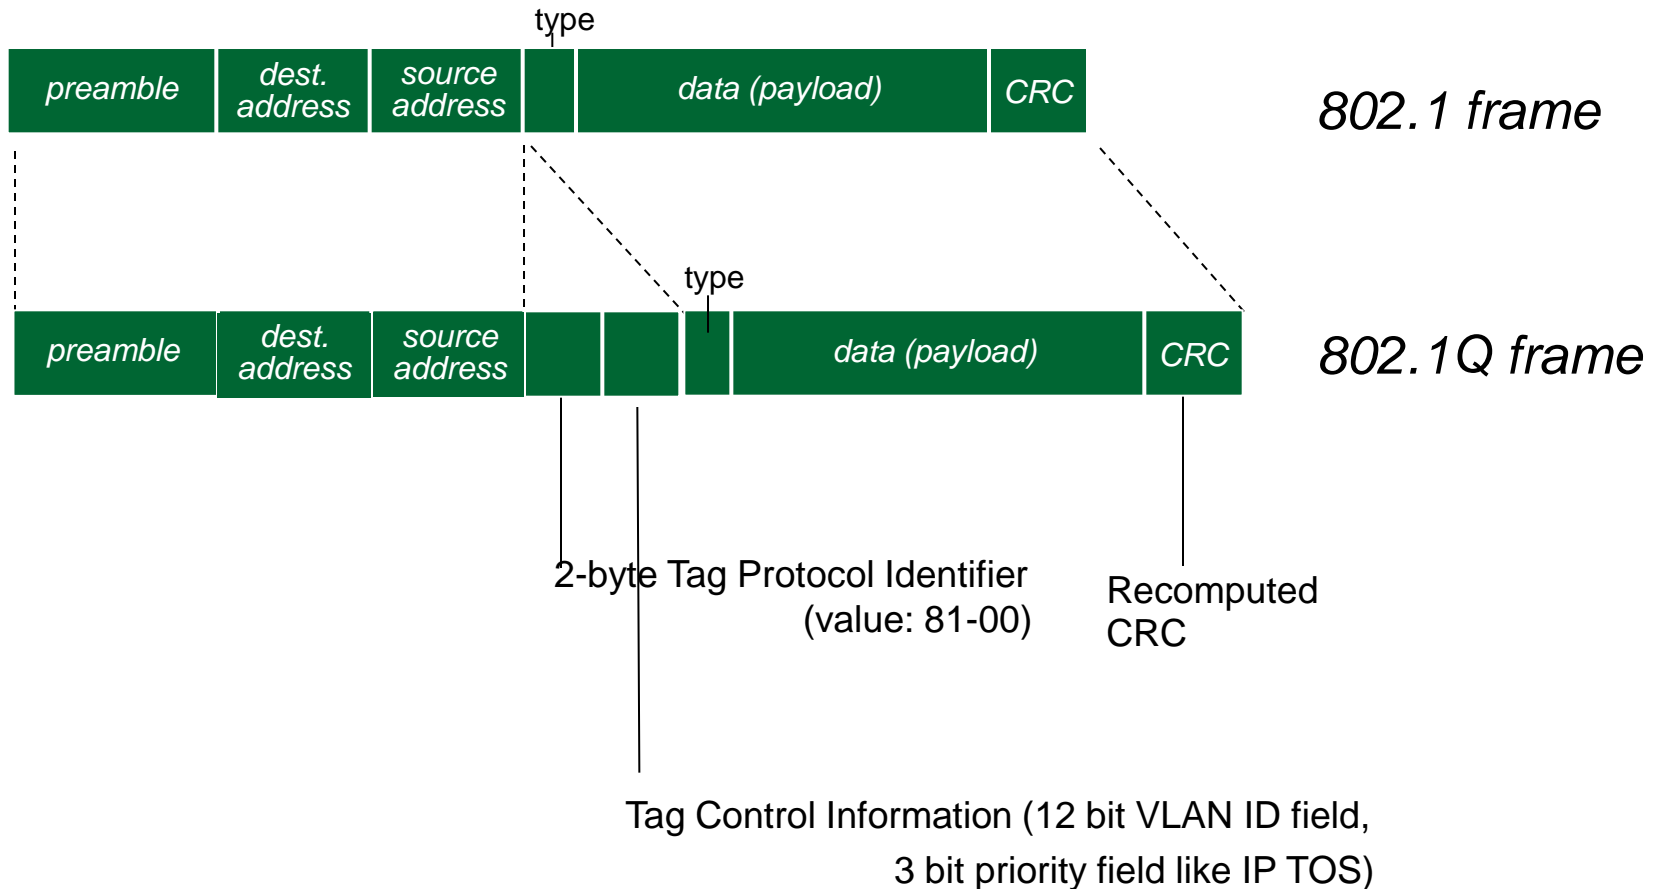 type
preamble
dest.
address
source
address
data (payload)
CRC
802.1 frame
type
preamble
dest.
address
source
address
data (payload)
CRC
802.1Q frame
2-byte Tag Protocol Identifier
(value: 81-00)
Recomputed
CRC
Tag Control Information (12 bit VLAN ID field,
3 bit priority field like IP TOS)